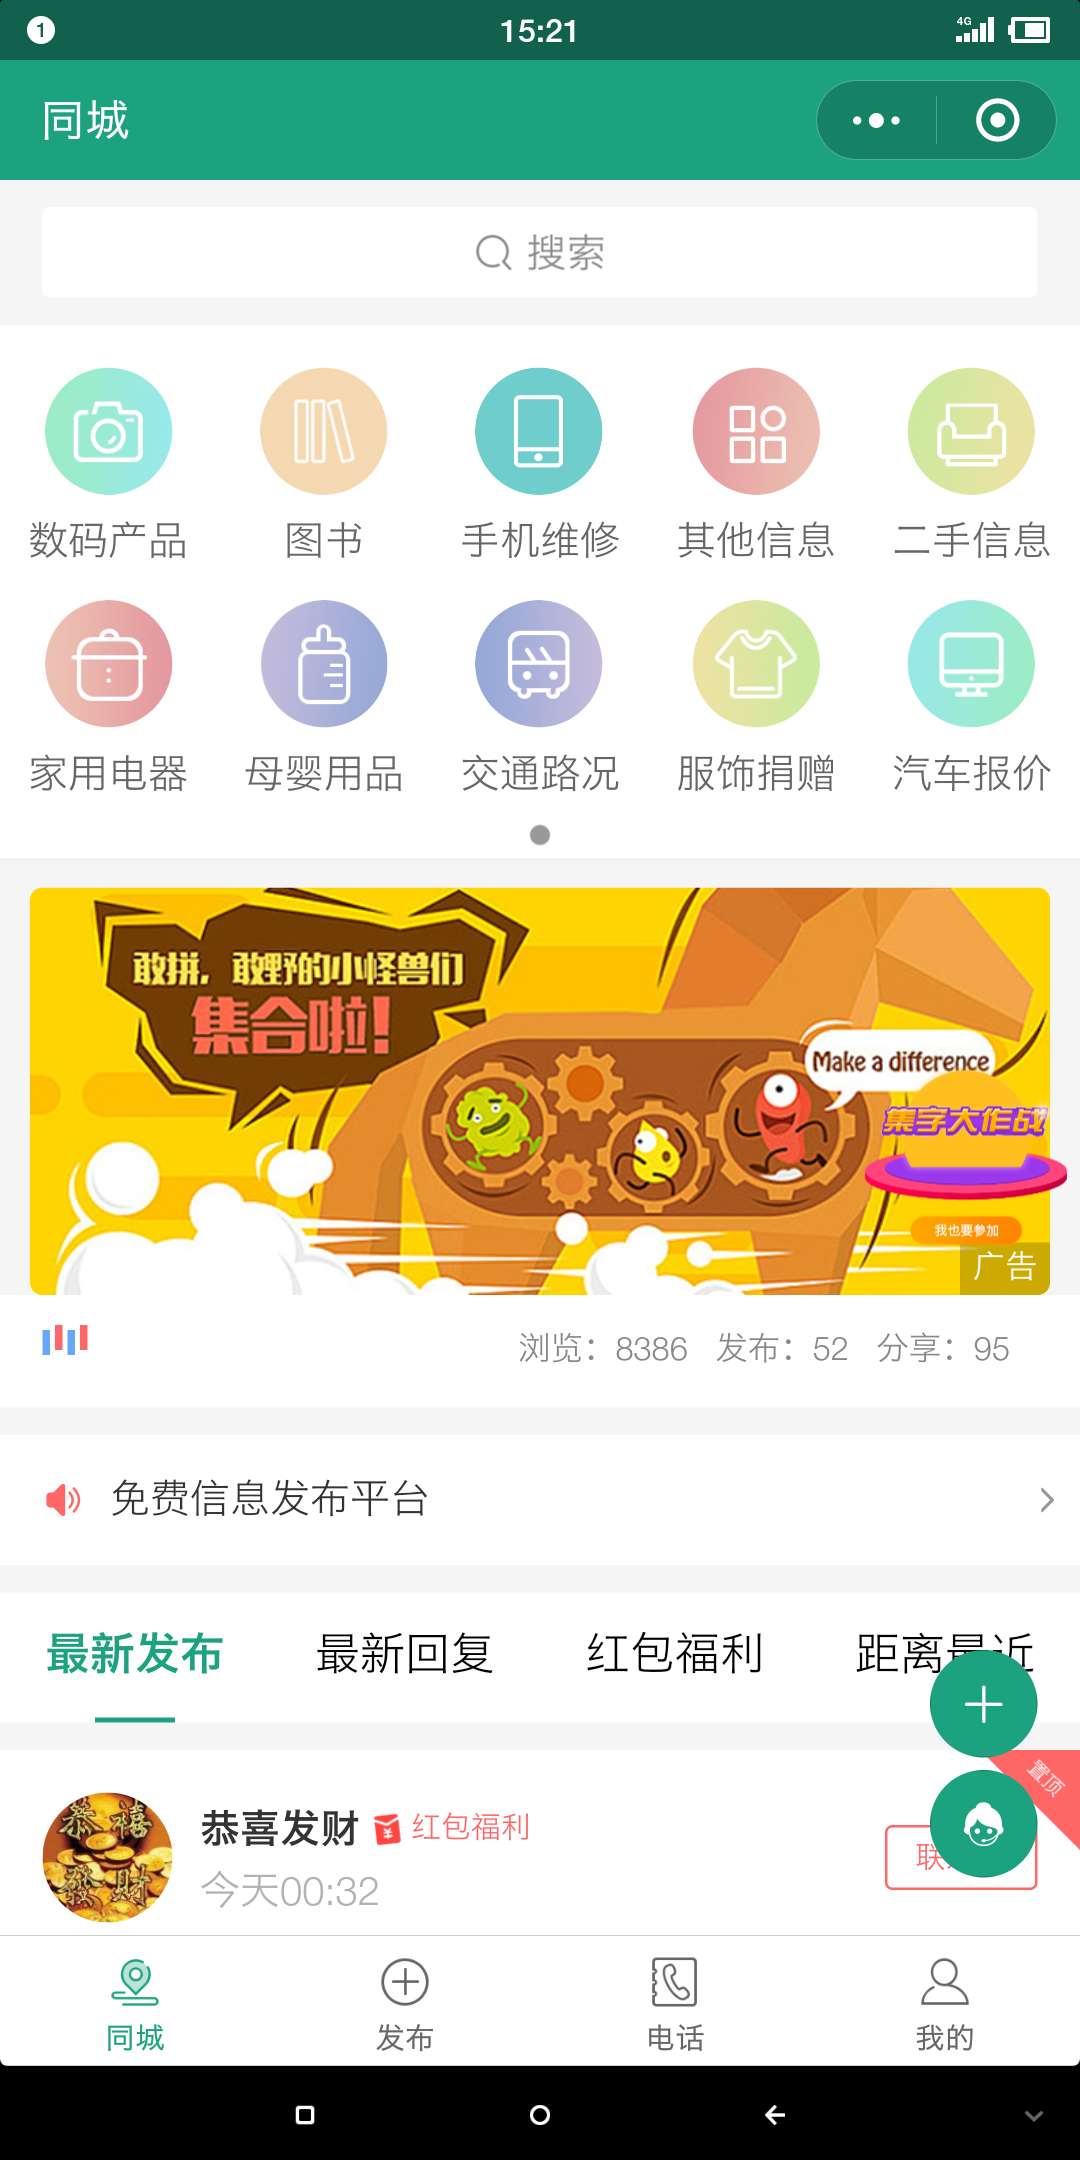 1
15:21
4G
同城
搜索
数码产品 图书 手机维修 其他信息 二手信息
家用电器 母婴用品 交通路况 服饰捐赠 汽车报价
敢拼，敢野的小怪兽们
集合啦！
Make a difference
集字大作战
我也要参加
广告
浏览：8386 发布：52 分享：95
免费信息发布平台
最新发布 最新回复 红包福利 距离最近
置顶
恭喜发财 红包福利
今天00:32
联
恭禧
發財
同城 发布 电话 我的